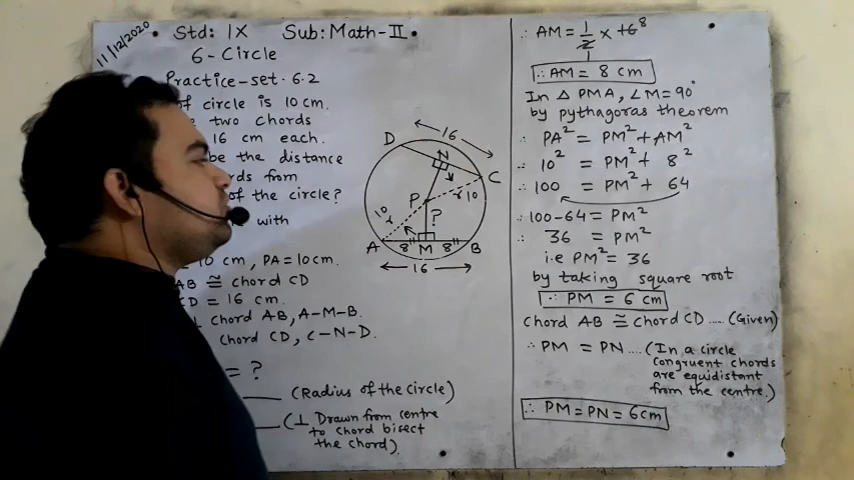 11/12/2020
Std: IX Sub: Math-II
6-Circle
Practice-set. 6.2
of circle is 10 cm.
two chords
16 cm each.
be the distance
rds from
of the circle?
with
10 cm, PA = 10cm.
AB ≅ chord CD
CD = 16 cm.
chord AB, A-M-B.
chord CD, C-N-D.
= ?
(Radius of the circle)
(⊥ Drawn from centre
to chord bisect
the chord).
16
D
N
C
P
r 10
10
r
?
A 8" M 8" B
16
∴ AM = 1/2 × 16 8
1
∴ AM = 8 cm
In △ PMA, ∠M = 90°
by pythagoras theorem
∴ PA² = PM² + AM²
∴ 10² = PM² + 8²
∴ 100 = PM² + 64
∴ 100-64 = PM²
∴ 36 = PM²
i.e PM² = 36
by taking square root
∴ PM = 6 cm
Chord AB ≅ Chord CD .... (Given)
∴ PM = PN .... (In a circle
congruent chords
are equidistant
from the centre.)
∴ PM = PN = 6cm